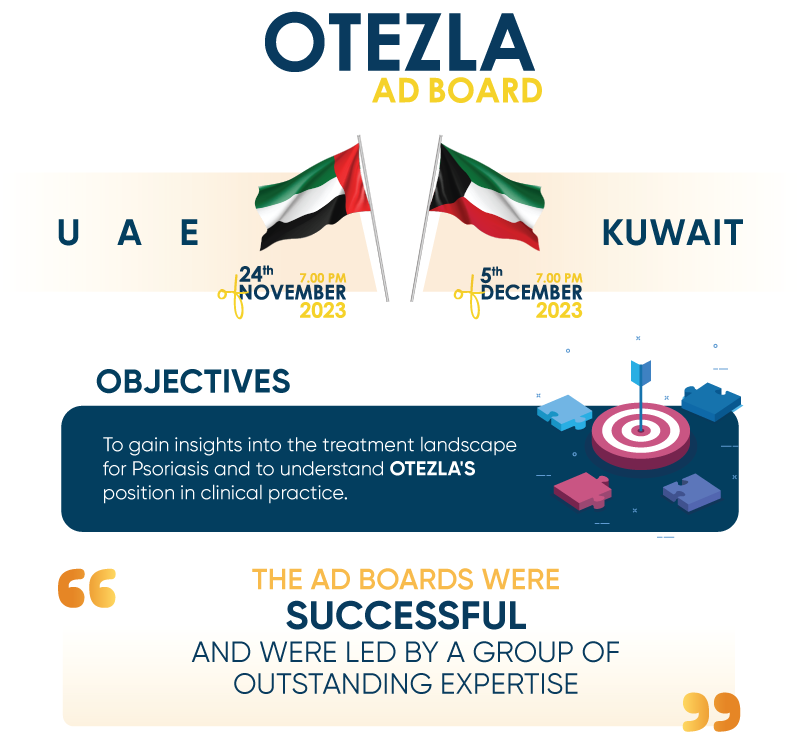 OTEZLA
AD BOARD
U A E
KUWAIT
24th 7.00 PM
of NOVEMBER
2023
5th 7.00 PM
of DECEMBER
2023
OBJECTIVES
To gain insights into the treatment landscape
for Psoriasis and to understand OTEZLA'S
position in clinical practice.
“
THE AD BOARDS WERE
SUCCESSFUL
AND WERE LED BY A GROUP OF
OUTSTANDING EXPERTISE
”